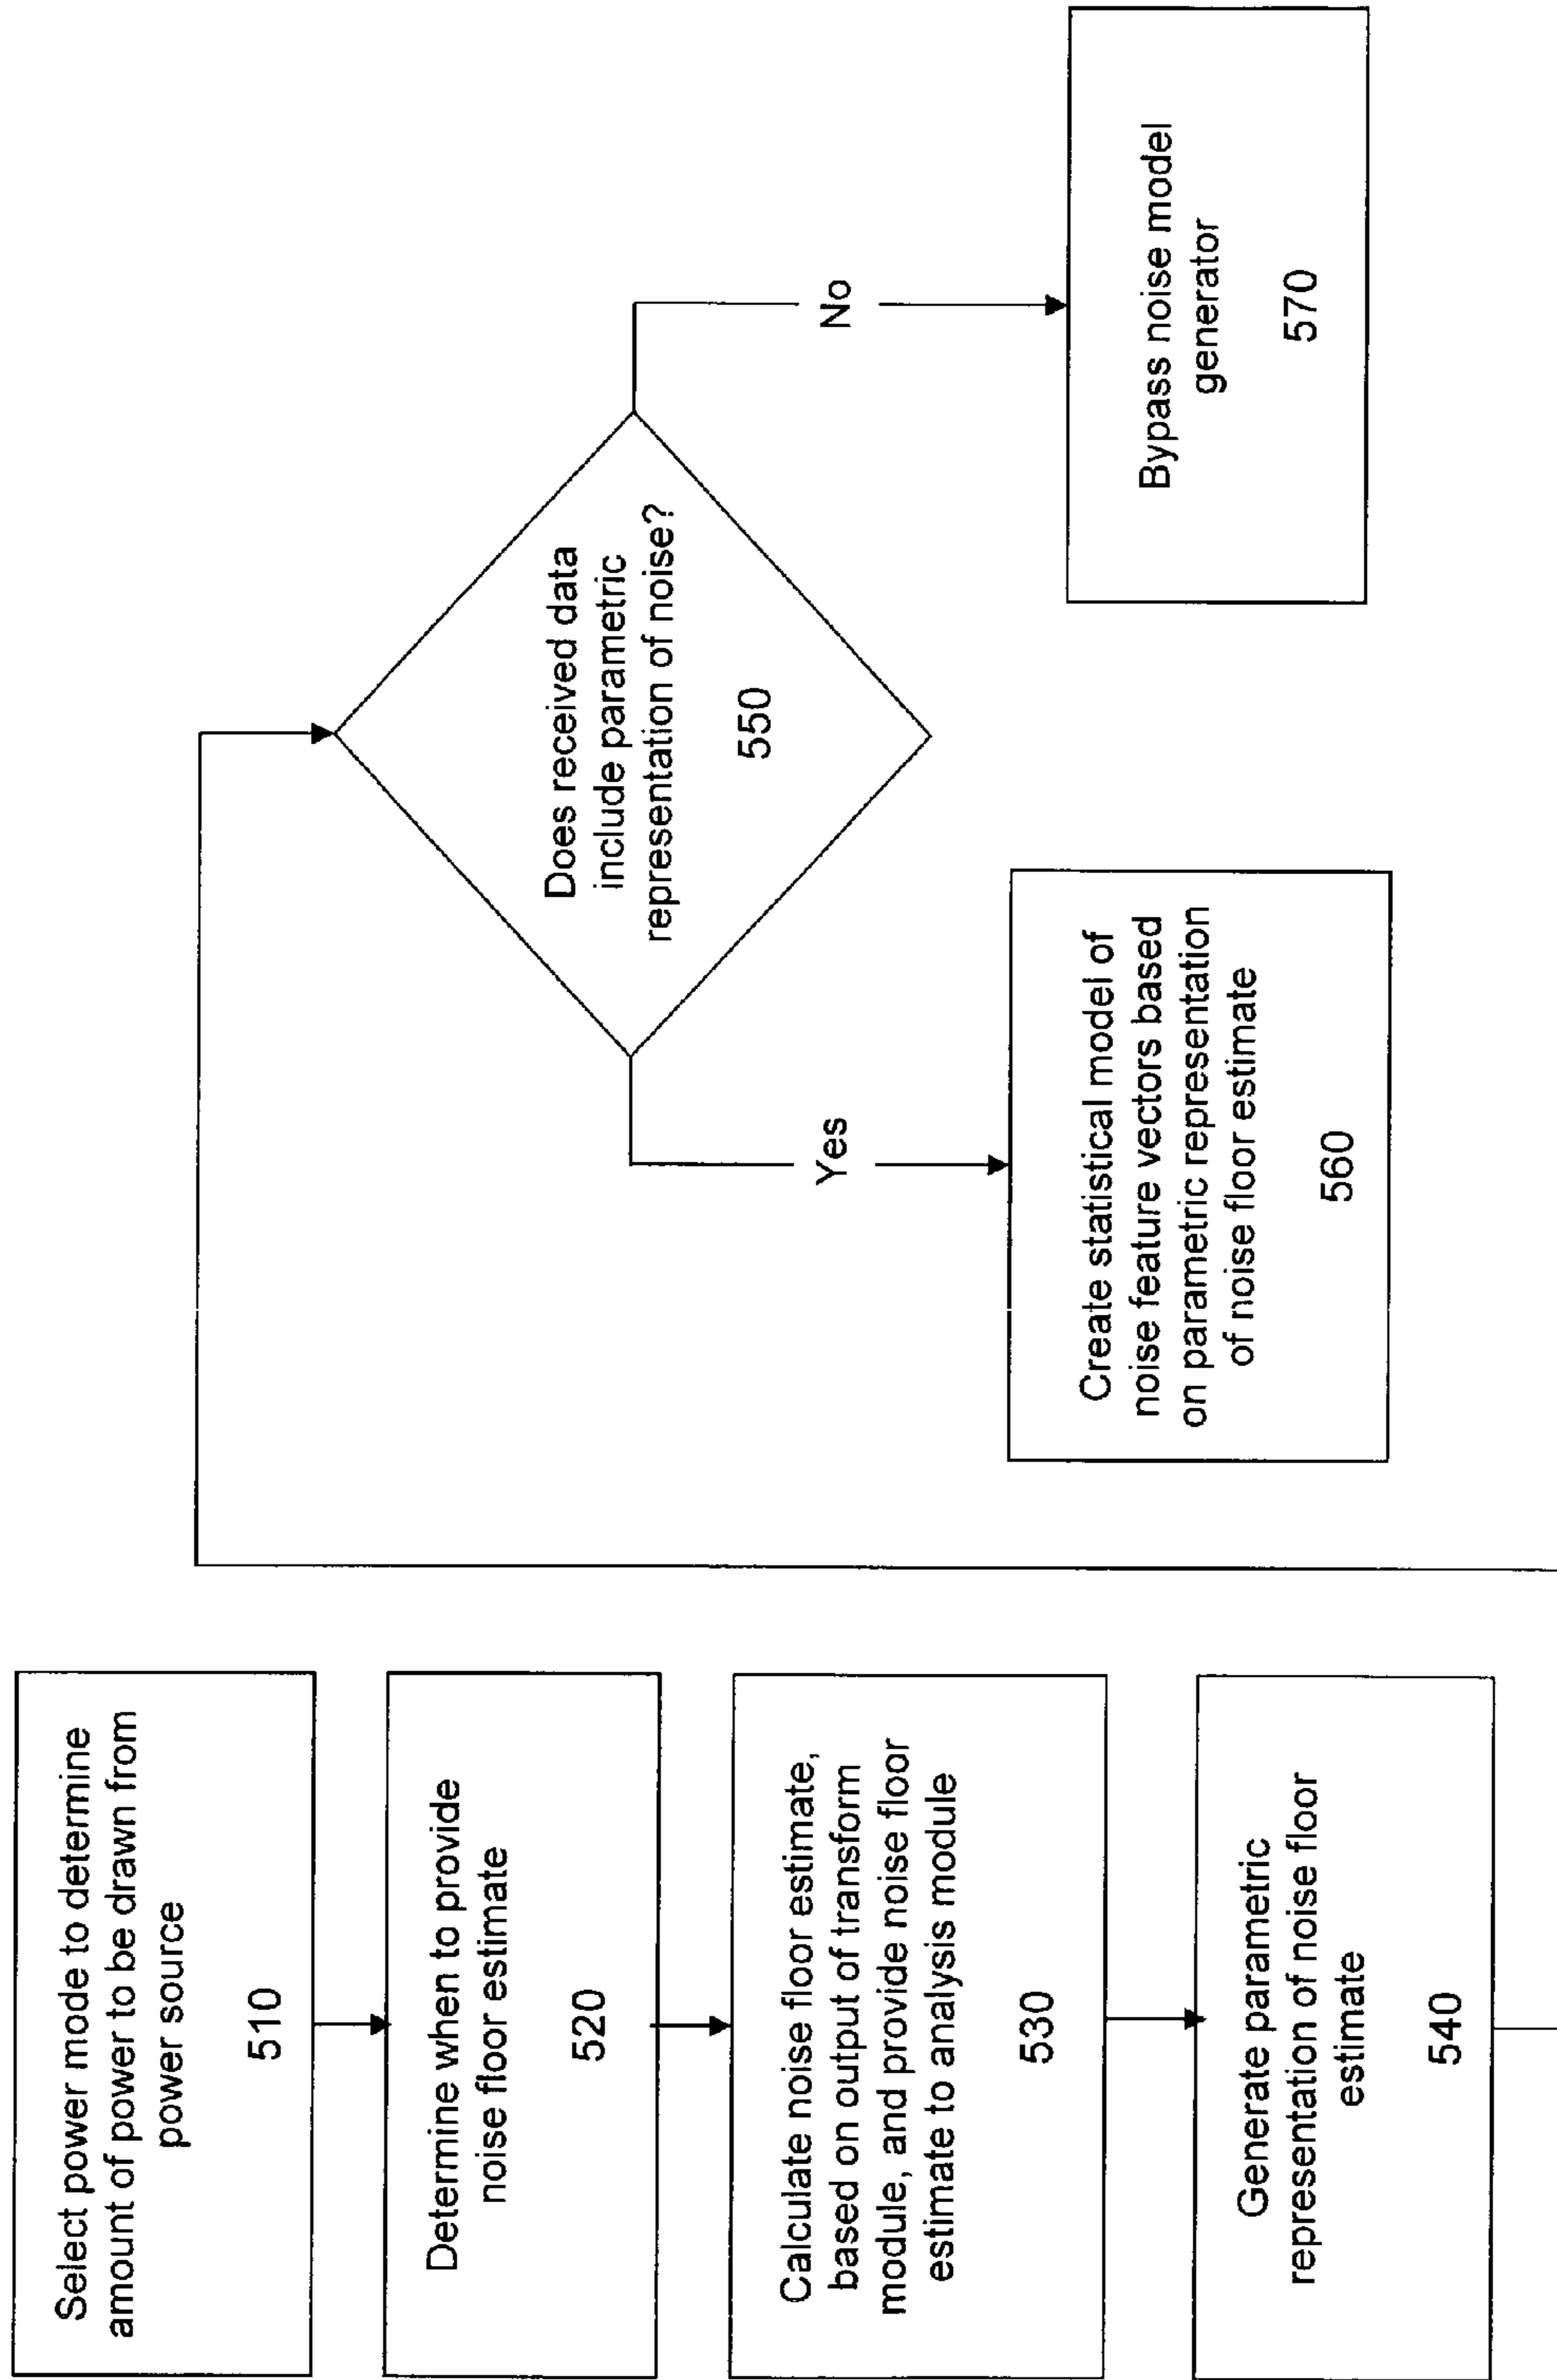 Select power mode to determine
amount of power to be drawn from
power source
510
Determine when to provide
noise floor estimate
520
Calculate noise floor estimate,
based on output of transform
module, and provide noise floor
estimate to analysis module
530
Generate parametric
representation of noise floor
estimate
540
Does received data
include parametric
representation of noise?
550
Yes
No
Create statistical model of
noise feature vectors based
on parametric representation
of noise floor estimate
560
Bypass noise model
generator
570